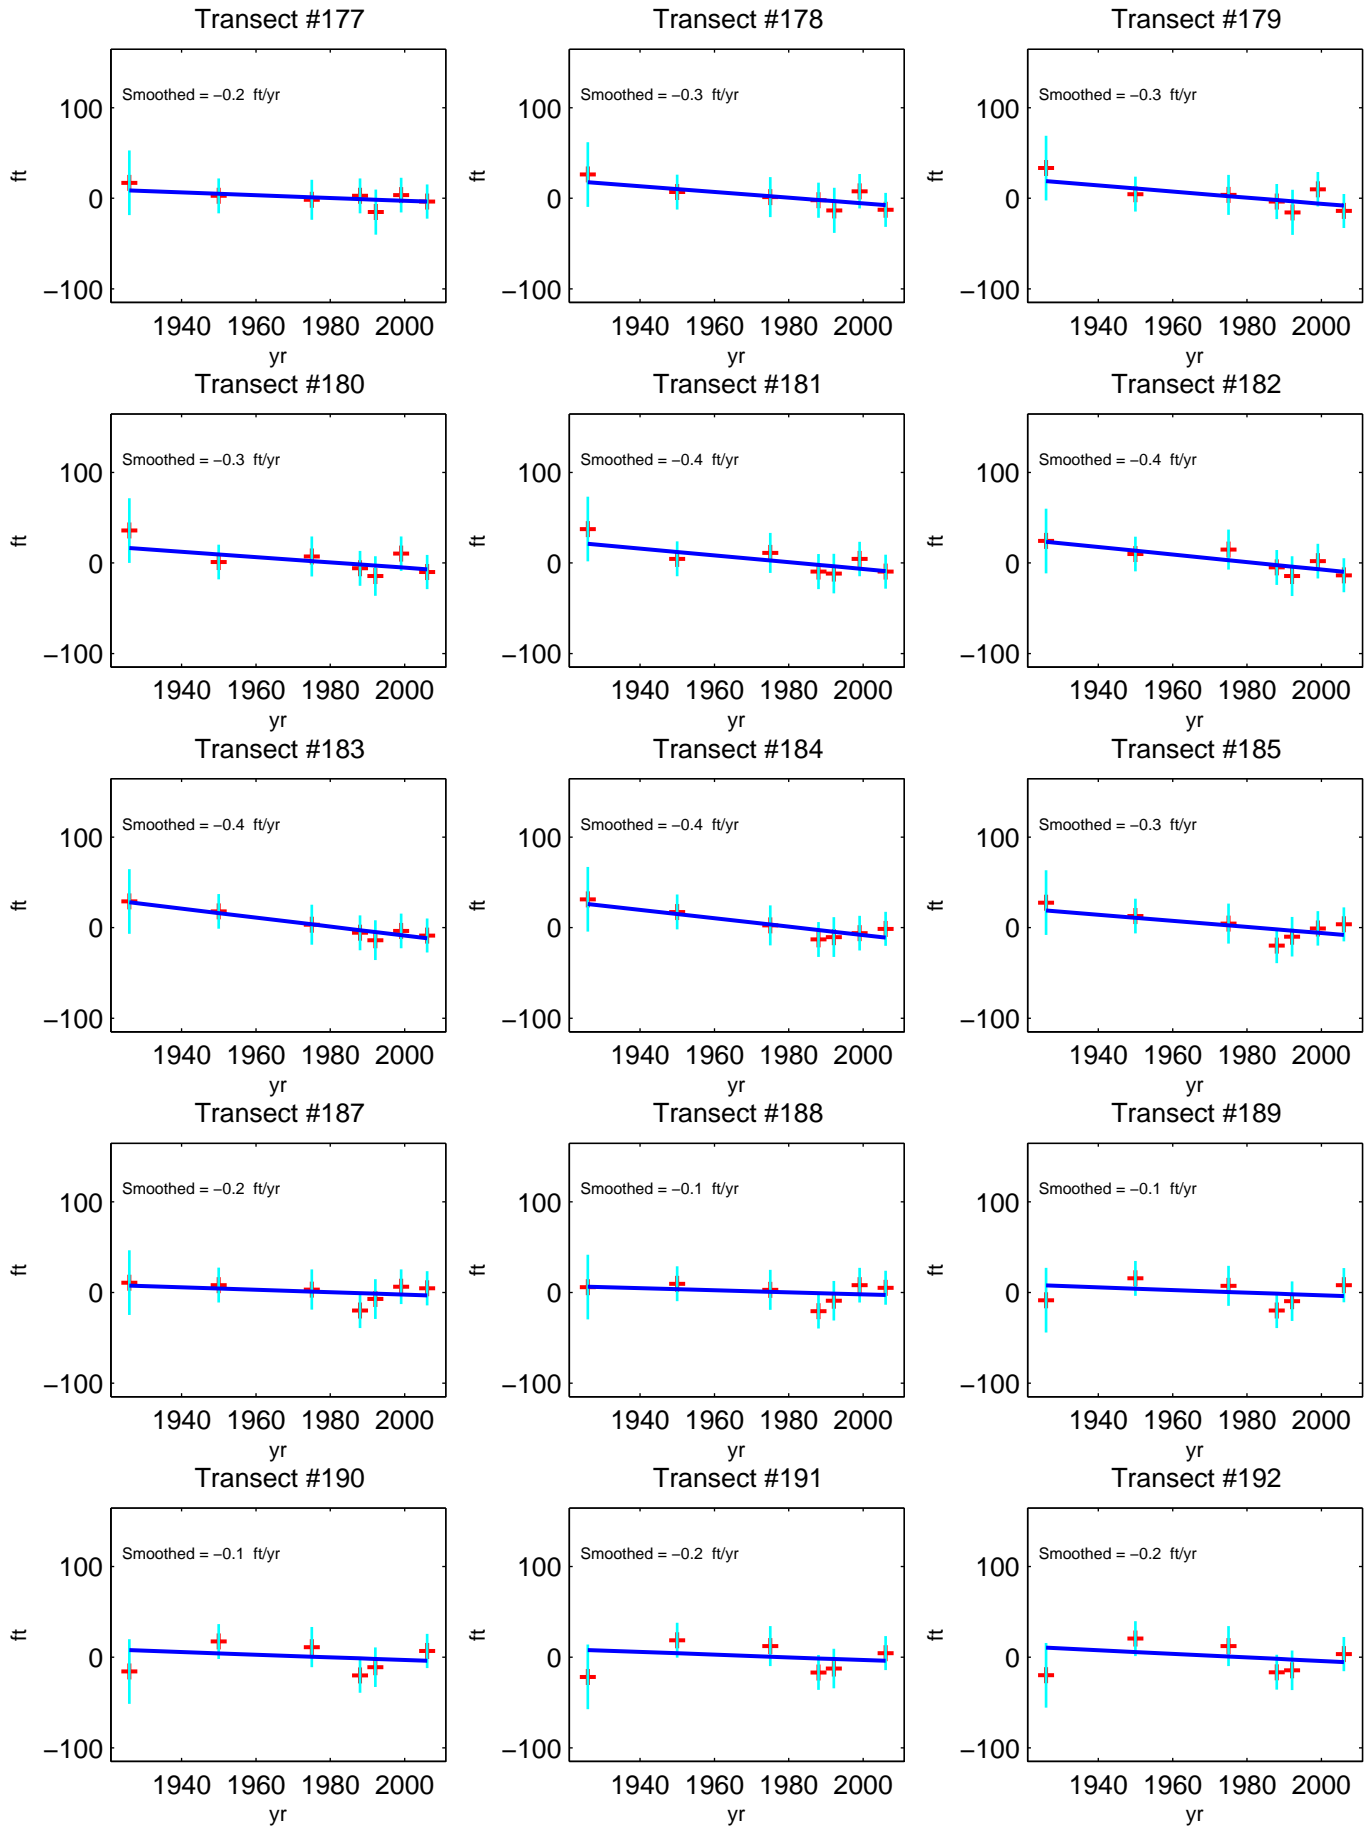 Transect #177
Transect #178
Transect #179
Smoothed = −0.2 ft/yr
Smoothed = −0.3 ft/yr
Smoothed = −0.3 ft/yr
100
0
−100
ft
100
0
−100
ft
100
0
−100
ft
1940 1960 1980 2000
1940 1960 1980 2000
1940 1960 1980 2000
yr
yr
yr
Transect #180
Transect #181
Transect #182
Smoothed = −0.3 ft/yr
Smoothed = −0.4 ft/yr
Smoothed = −0.4 ft/yr
100
0
−100
ft
100
0
−100
ft
100
0
−100
ft
1940 1960 1980 2000
1940 1960 1980 2000
1940 1960 1980 2000
yr
yr
yr
Transect #183
Transect #184
Transect #185
Smoothed = −0.4 ft/yr
Smoothed = −0.4 ft/yr
Smoothed = −0.3 ft/yr
100
0
−100
ft
100
0
−100
ft
100
0
−100
ft
1940 1960 1980 2000
1940 1960 1980 2000
1940 1960 1980 2000
yr
yr
yr
Transect #187
Transect #188
Transect #189
Smoothed = −0.2 ft/yr
Smoothed = −0.1 ft/yr
Smoothed = −0.1 ft/yr
100
0
−100
ft
100
0
−100
ft
100
0
−100
ft
1940 1960 1980 2000
1940 1960 1980 2000
1940 1960 1980 2000
yr
yr
yr
Transect #190
Transect #191
Transect #192
Smoothed = −0.1 ft/yr
Smoothed = −0.2 ft/yr
Smoothed = −0.2 ft/yr
100
0
−100
ft
100
0
−100
ft
100
0
−100
ft
1940 1960 1980 2000
1940 1960 1980 2000
1940 1960 1980 2000
yr
yr
yr